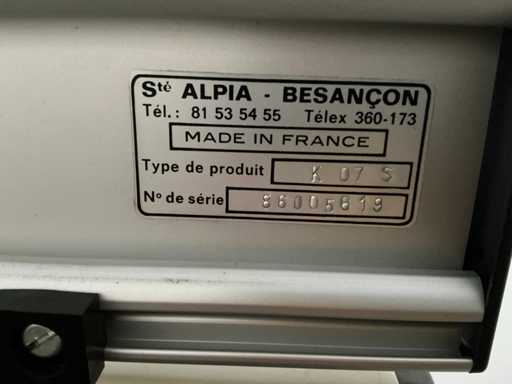 Sté ALPIA - BESANÇON
Tél.: 81 53 54 55 Télex 360-173
MADE IN FRANCE
Type de produit K 07 S
No de série 86005619